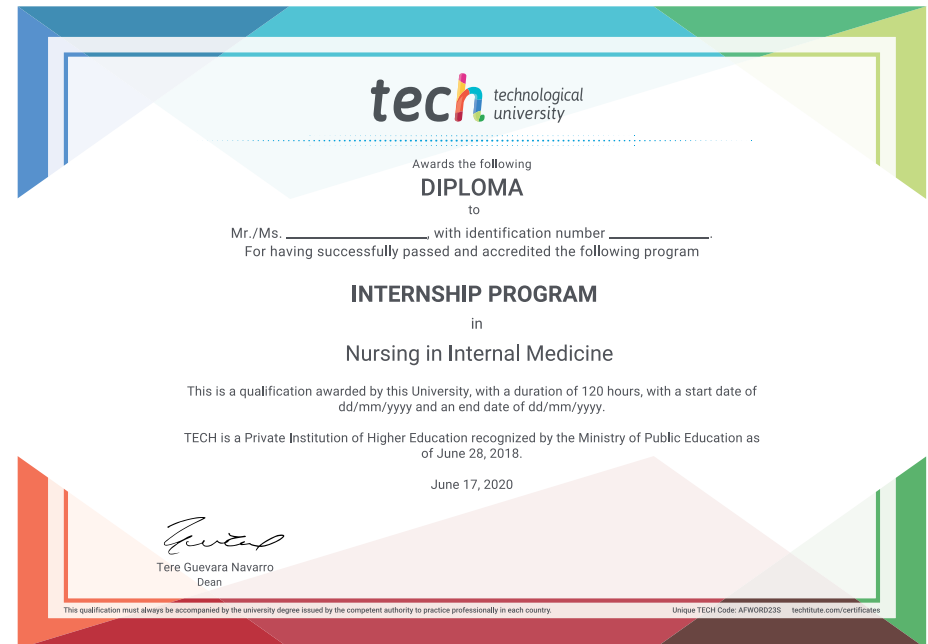 tech technological
university
Awards the following
DIPLOMA
to
Mr./Ms. ____________________, with identification number ______________.
For having successfully passed and accredited the following program
INTERNSHIP PROGRAM
in
Nursing in Internal Medicine
This is a qualification awarded by this University, with a duration of 120 hours, with a start date of
dd/mm/yyyy and an end date of dd/mm/yyyy.
TECH is a Private Institution of Higher Education recognized by the Ministry of Public Education as
of June 28, 2018.
June 17, 2020
Tere Guevara Navarro
Dean
This qualification must always be accompanied by the university degree issued by the competent authority to practice professionally in each country.
Unique TECH Code: AFWORD23S techtitute.com/certificates